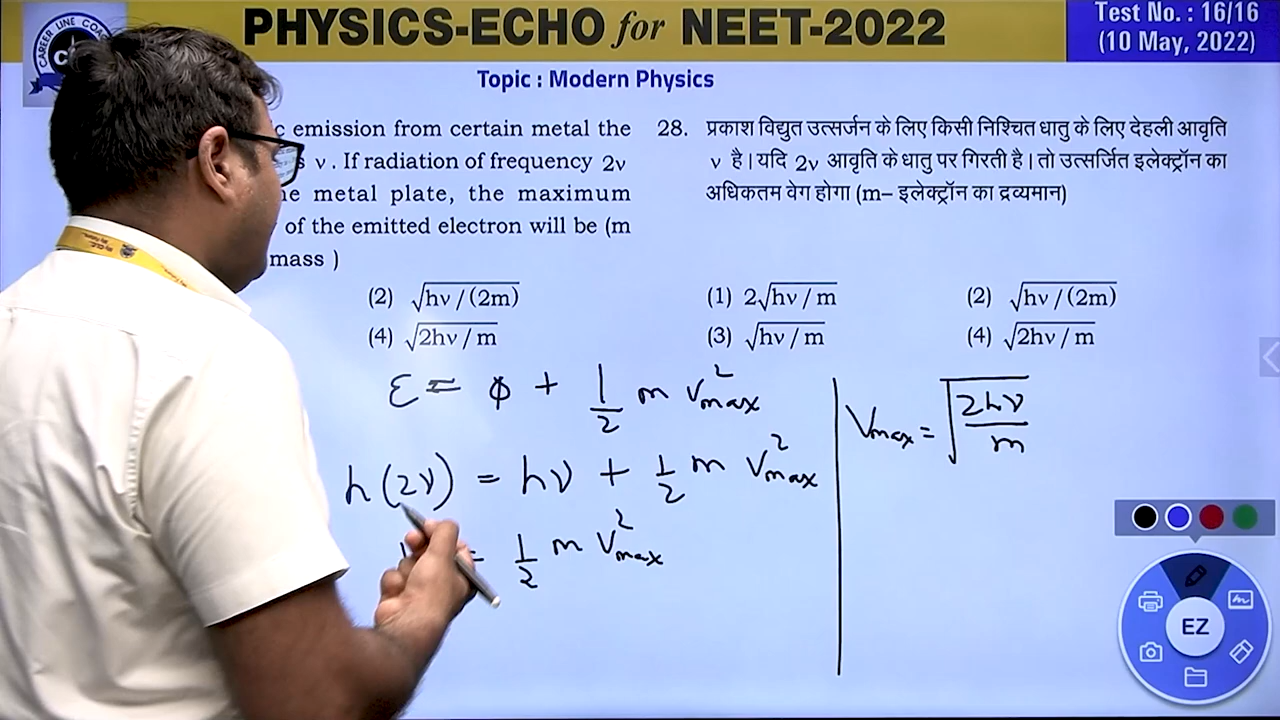 PHYSICS-ECHO for NEET-2022
Test No. : 16/16
(10 May, 2022)
CAREER LINE
Topic : Modern Physics
emission from certain metal the
ν. If radiation of frequency 2ν
metal plate, the maximum
of the emitted electron will be (m
mass )
(2) √hν/(2m)
(4) √2hν/m
28. प्रकाश विद्युत उत्सर्जन के लिए किसी निश्चित धातु के लिए देहली आवृति
ν है। यदि 2ν आवृति के धातु पर गिरती है। तो उत्सर्जित इलेक्ट्रॉन का
अधिकतम वेग होगा (m– इलेक्ट्रॉन का द्रव्यमान)
(1) 2√hν/m (2) √hν/(2m)
(3) √hν/m (4) √2hν/m
E = ϕ + 1/2 m V²max
h(2ν) = hν + 1/2 m V²max
= 1/2 m V²max
Vmax = √2hν/m
EZ